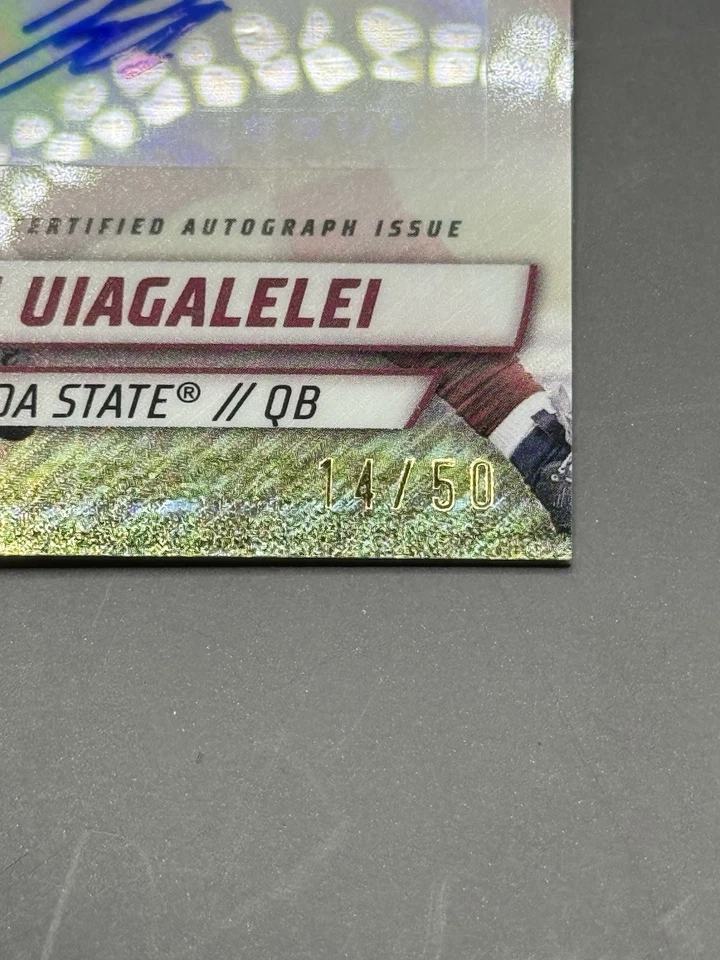 ERTIFIED AUTOGRAPH ISSUE
UIAGALELEI
DA STATE® // QB
14/50